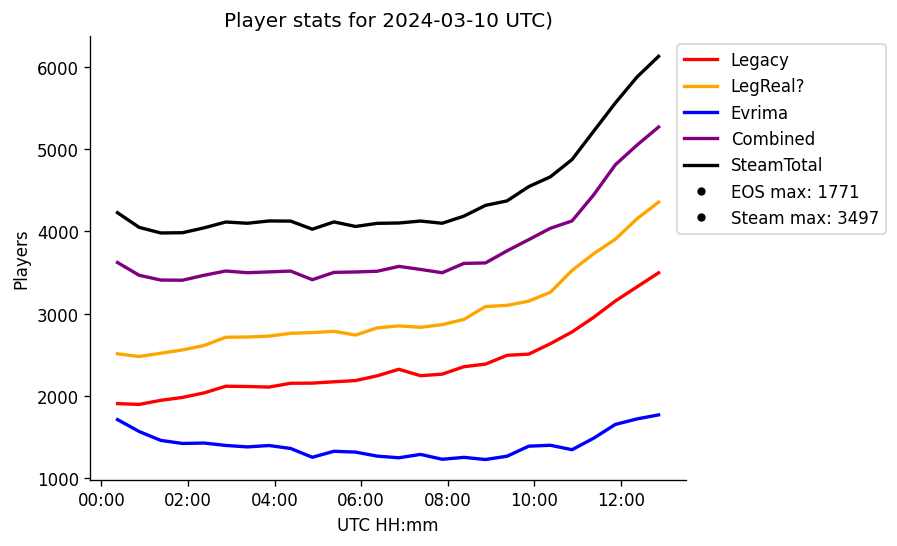 Player stats for 2024-03-10 UTC)
Players
6000
5000
4000
3000
2000
1000
00:00 02:00 04:00 06:00 08:00 10:00 12:00
UTC HH:mm
Legacy
LegReal?
Evrima
Combined
SteamTotal
EOS max: 1771
Steam max: 3497